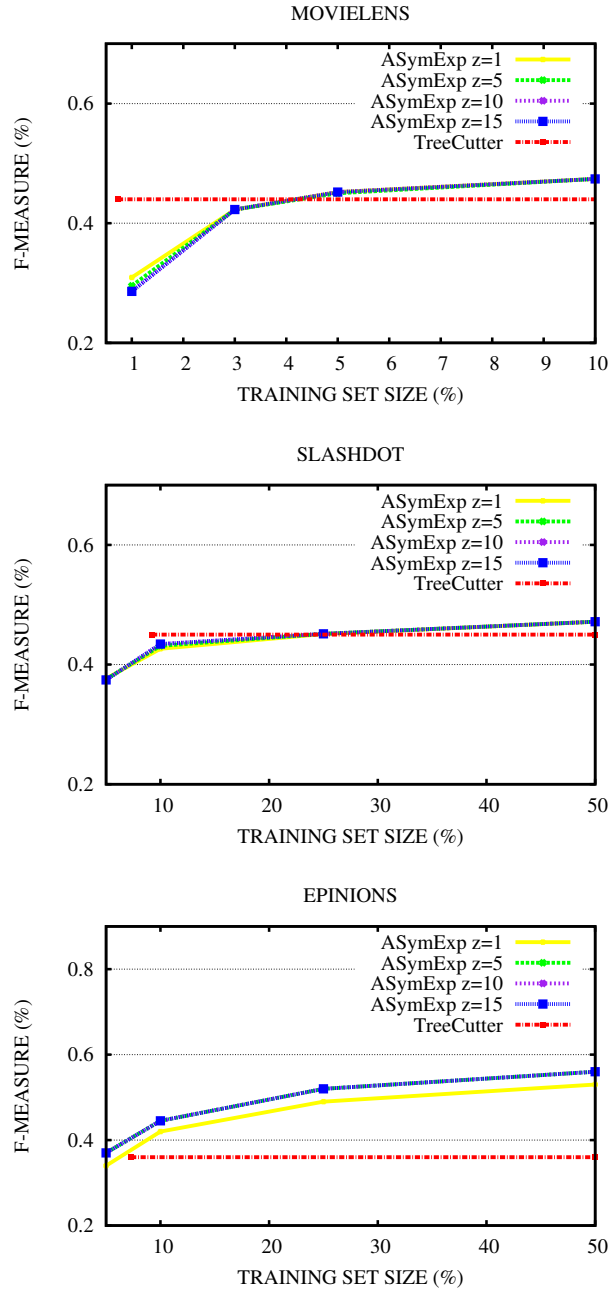 MOVIELENS
ASymExp z=1
ASymExp z=5
ASymExp z=10
ASymExp z=15
TreeCutter
F-MEASURE (%)
0.6
0.4
0.2
1 2 3 4 5 6 7 8 9 10
TRAINING SET SIZE (%)
SLASHDOT
ASymExp z=1
ASymExp z=5
ASymExp z=10
ASymExp z=15
TreeCutter
F-MEASURE (%)
0.6
0.4
0.2
10 20 30 40 50
TRAINING SET SIZE (%)
EPINIONS
ASymExp z=1
ASymExp z=5
ASymExp z=10
ASymExp z=15
TreeCutter
F-MEASURE (%)
0.8
0.6
0.4
0.2
10 20 30 40 50
TRAINING SET SIZE (%)